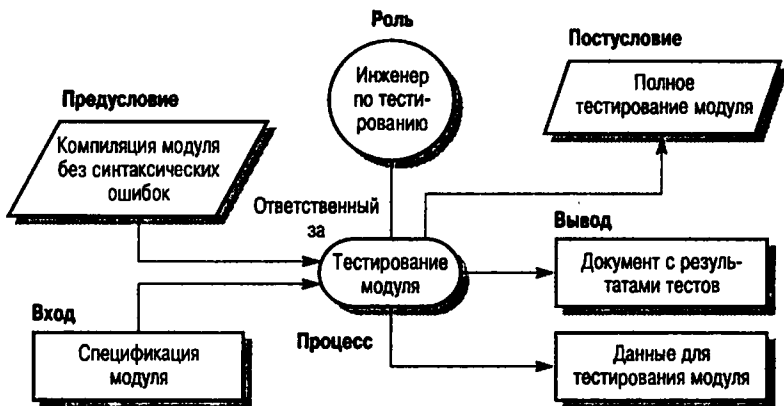 Роль
Инженер
по тести-
рованию
Постусловие
Полное
тестирование модуля
Предусловие
Компиляция модуля
без синтаксических
ошибок
Ответственный
за
Тестирование
модуля
Процесс
Вывод
Документ с резуль-
татами тестов
Вход
Спецификация
модуля
Данные для
тестирования модуля